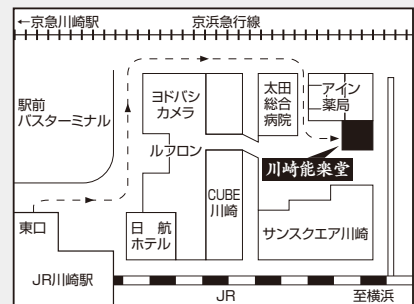 ←京急川崎駅
京浜急行線
駅前
バスターミナル
ヨドバシ
カメラ
ルフロン
太田
総合
病院
アイン
薬局
川崎能楽堂
CUBE
川崎
サンスクエア川崎
東口
日航
ホテル
JR川崎駅
JR
至横浜